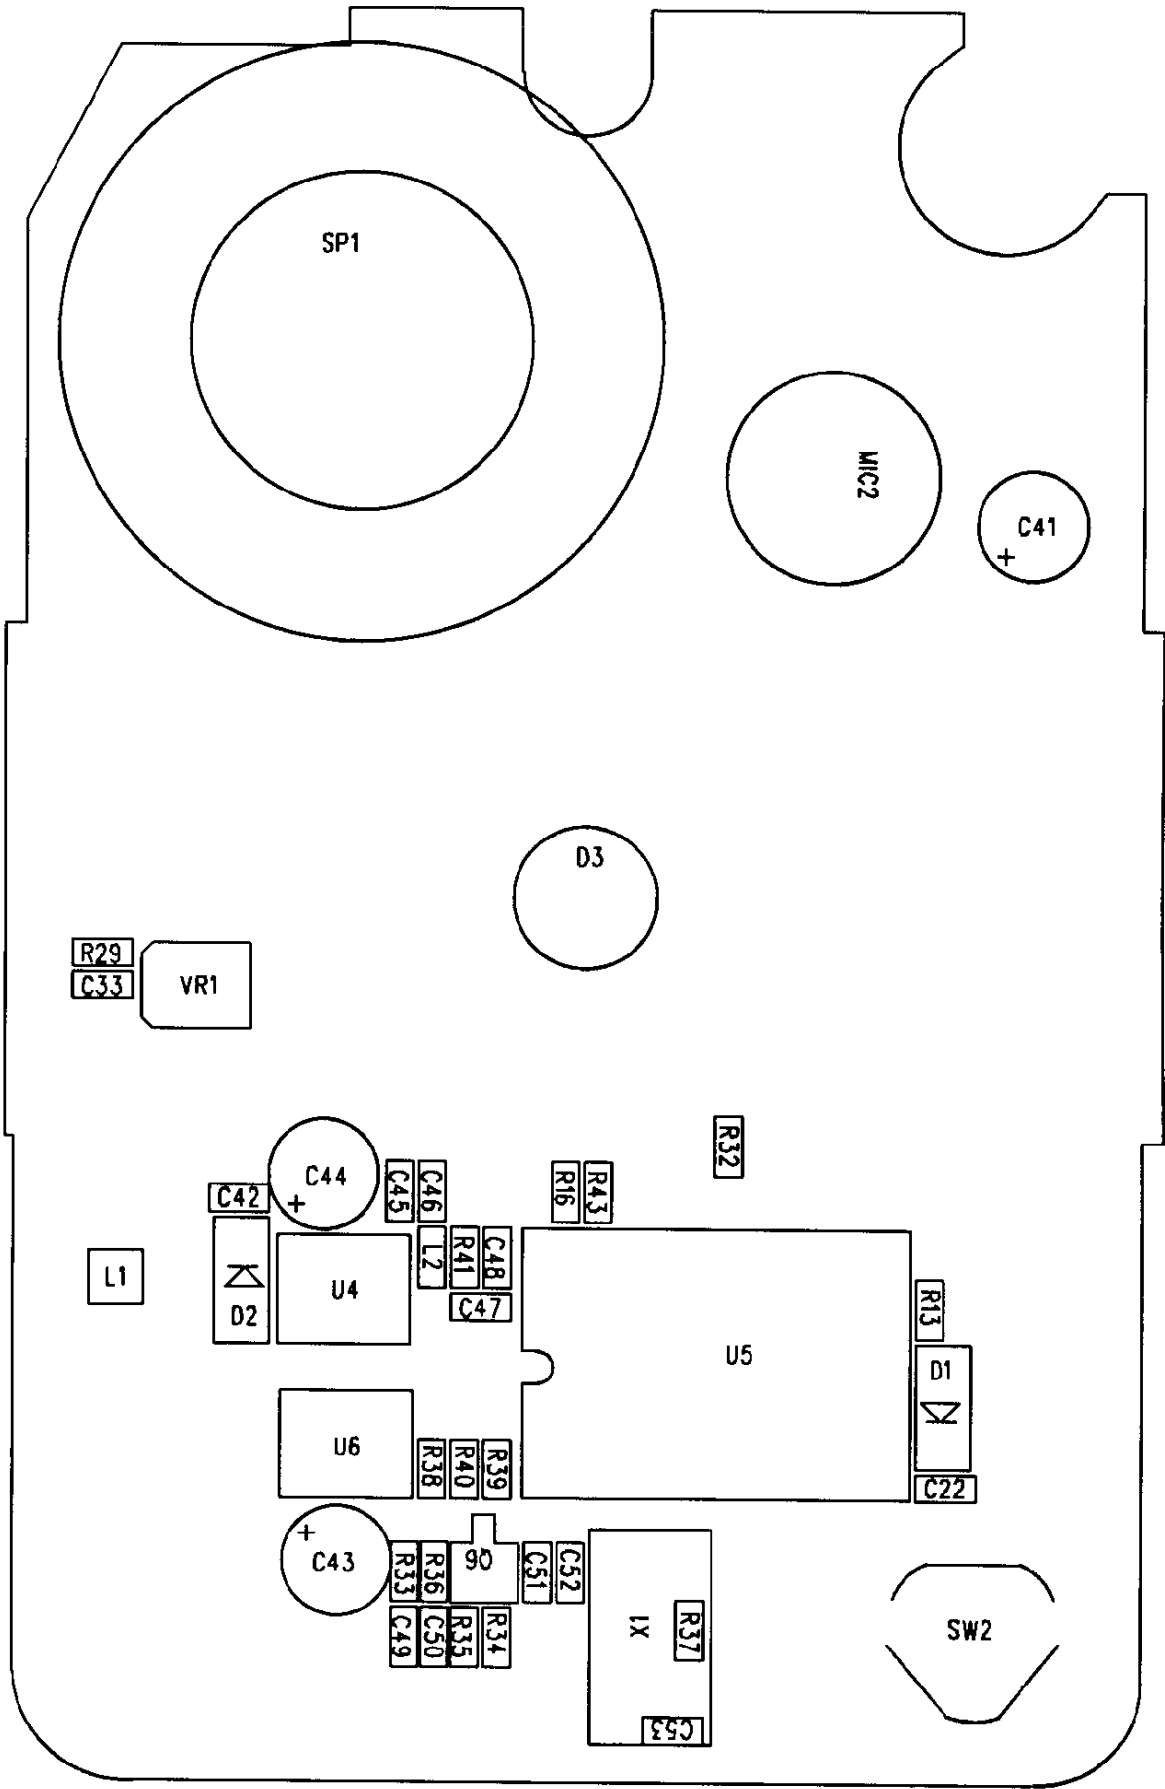 SP1
MIC2
C41
+
D3
R29
C33
VR1
R32
C44
+
C45
C46
R16
R43
C42
L2
R41
C48
L1
D2
U4
C47
R13
U5
D1
U6
R38
R40
R39
C22
+
C43
R33
R36
Q6
C51
C52
C49
C50
R35
R34
X1
R37
SW2
C53